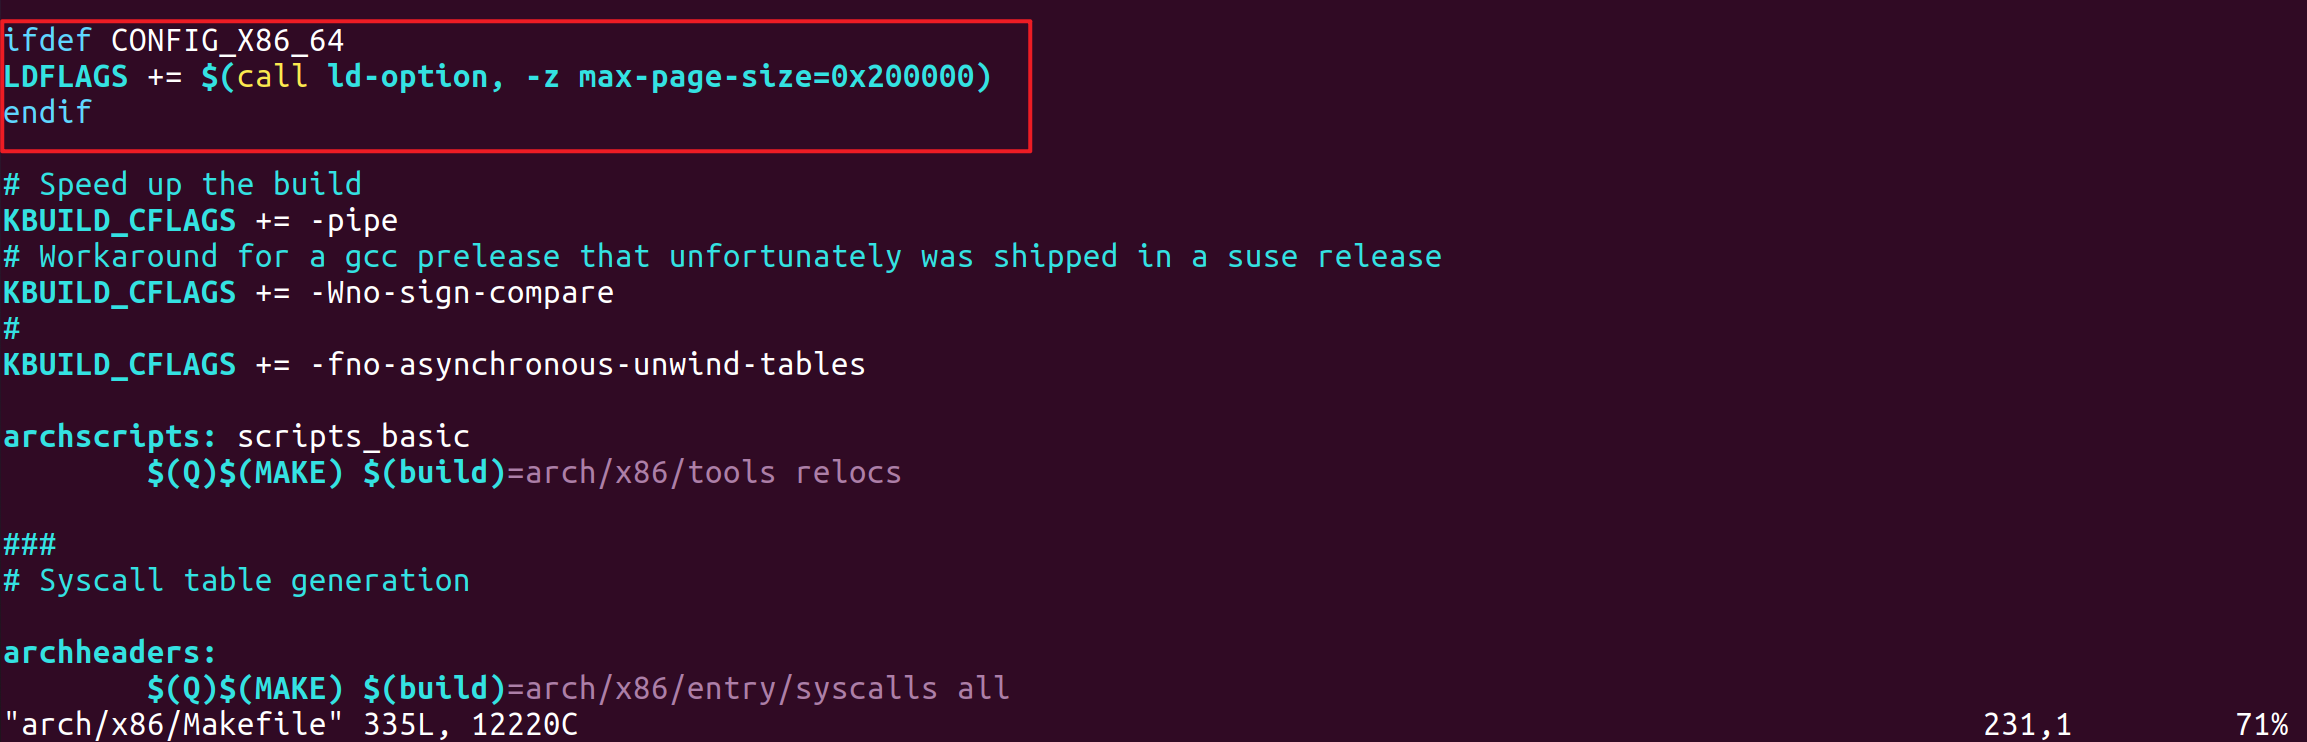 ifdef CONFIG_X86_64
LDFLAGS += $(call ld-option, -z max-page-size=0x200000)
endif
# Speed up the build
KBUILD_CFLAGS += -pipe
# Workaround for a gcc prelease that unfortunately was shipped in a suse release
KBUILD_CFLAGS += -Wno-sign-compare
#
KBUILD_CFLAGS += -fno-asynchronous-unwind-tables
archscripts: scripts_basic
        $(Q)$(MAKE) $(build)=arch/x86/tools relocs
###
# Syscall table generation
archheaders:
        $(Q)$(MAKE) $(build)=arch/x86/entry/syscalls all
"arch/x86/Makefile" 335L, 12220C 231,1 71%